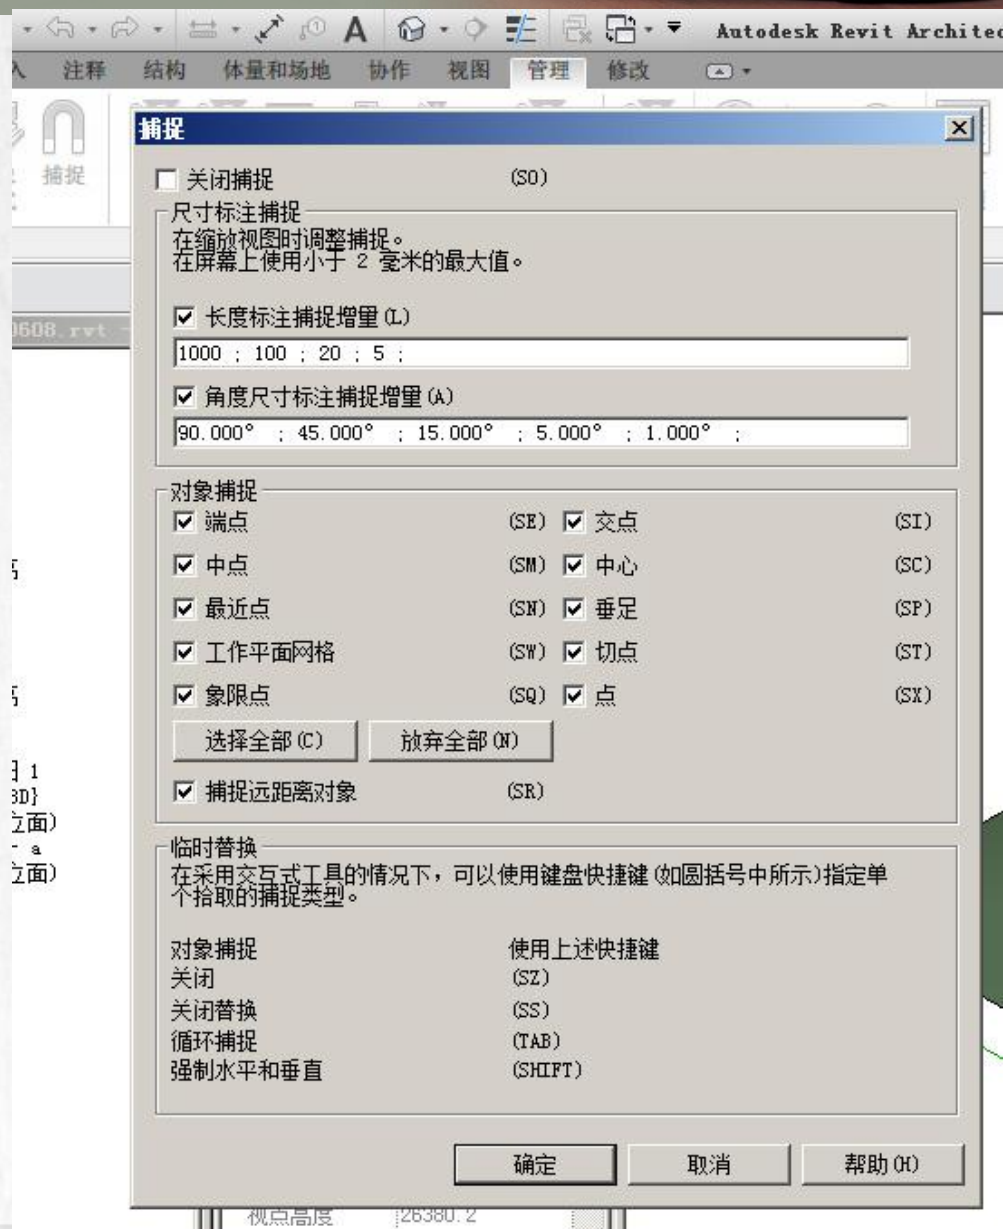 A
Autodesk Revit Architec
注释 结构 体量和场地 协作 视图 管理 修改
捕捉
捕捉
关闭捕捉 (SO)
尺寸标注捕捉
在缩放视图时调整捕捉。
在屏幕上使用小于 2 毫米的最大值。
0608.rvt -
长度标注捕捉增量(L)
1000 ; 100 ; 20 ; 5 ;
角度尺寸标注捕捉增量(A)
90.000° ; 45.000° ; 15.000° ; 5.000° ; 1.000° ;
对象捕捉
端点 (SE) 交点 (SI)
中点 (SM) 中心 (SC)
最近点 (SN) 垂足 (SP)
工作平面网格 (SW) 切点 (ST)
象限点 (SQ) 点 (SX)
选择全部(C) 放弃全部(N)
1
3D}
捕捉远距离对象 (SR)
立面)
a
立面)
临时替换
在采用交互式工具的情况下，可以使用键盘快捷键(如圆括号中所示)指定单
个拾取的捕捉类型。
对象捕捉 使用上述快捷键
关闭 (SZ)
关闭替换 (SS)
循环捕捉 (TAB)
强制水平和垂直 (SHIFT)
确定 取消 帮助(H)
视点高度 26380.2